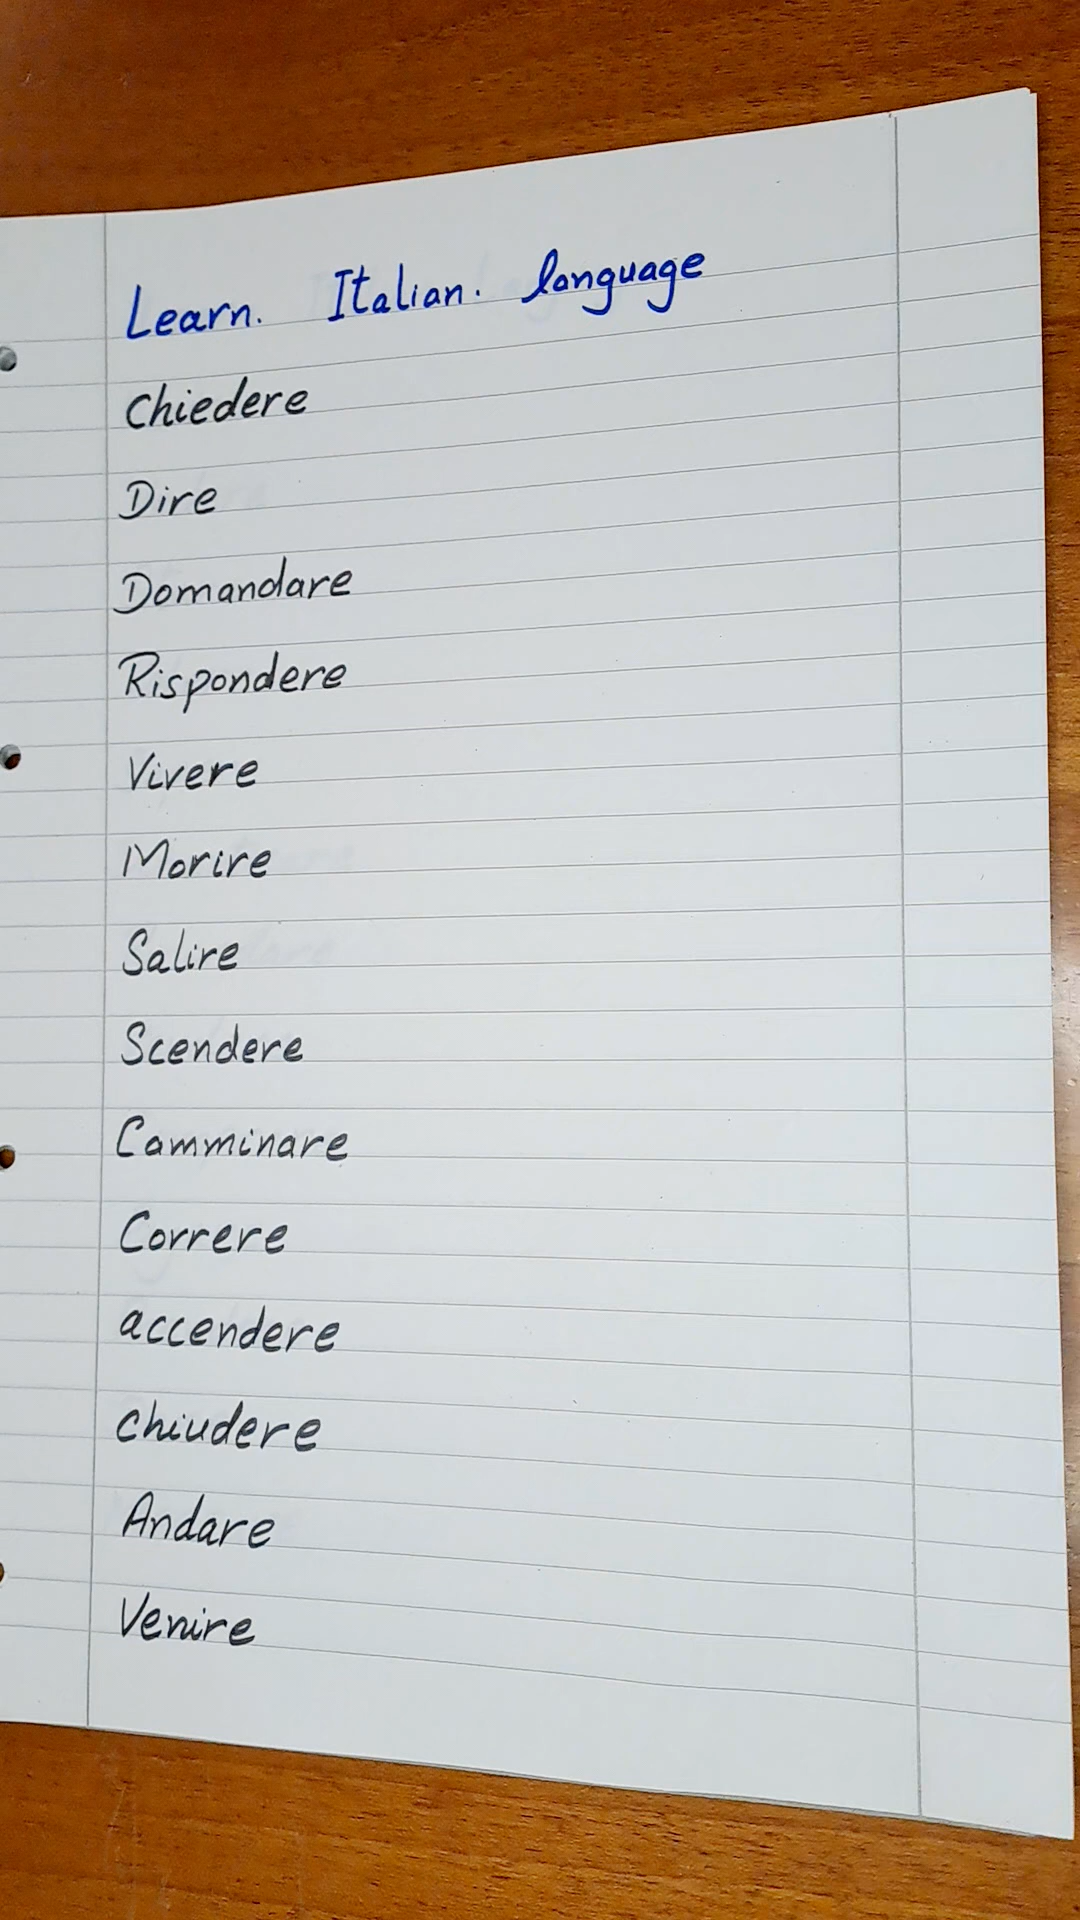 Learn. Italian. language
Chiedere
Dire
Domandare
Rispondere
Vivere
Morire
Salire
Scendere
Camminare
Correre
accendere
chiudere
Andare
Venire